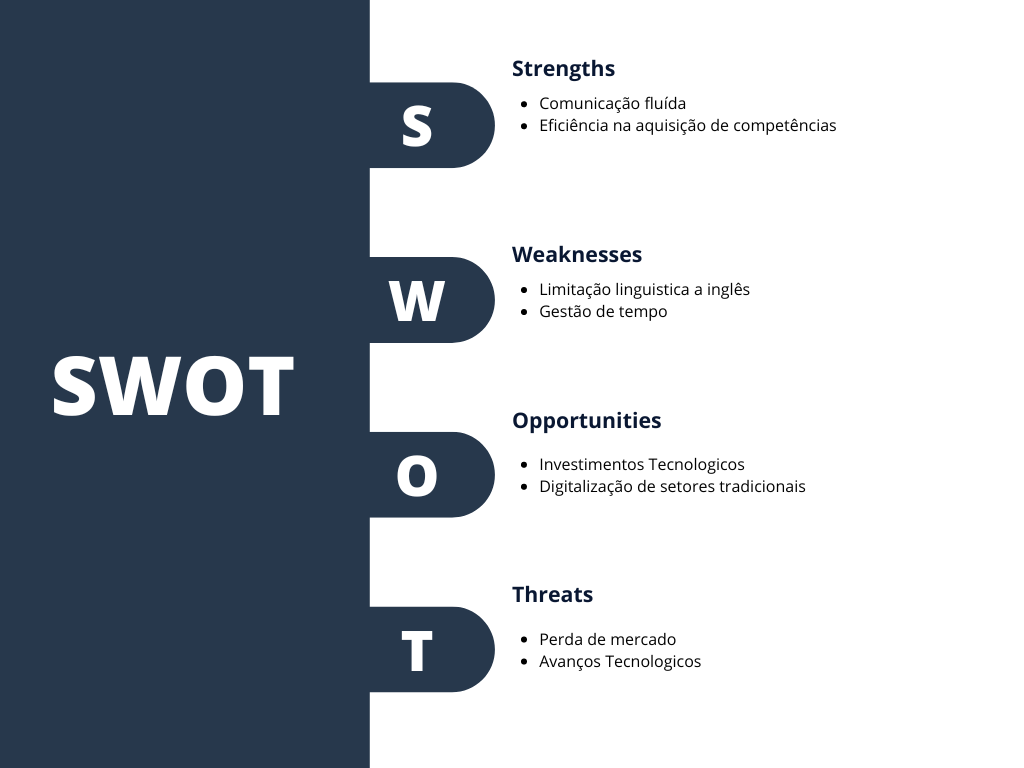 SWOT
S
Strengths
• Comunicação fluída
• Eficiência na aquisição de competências
W
Weaknesses
• Limitação linguistica a inglês
• Gestão de tempo
O
Opportunities
• Investimentos Tecnologicos
• Digitalização de setores tradicionais
T
Threats
• Perda de mercado
• Avanços Tecnologicos